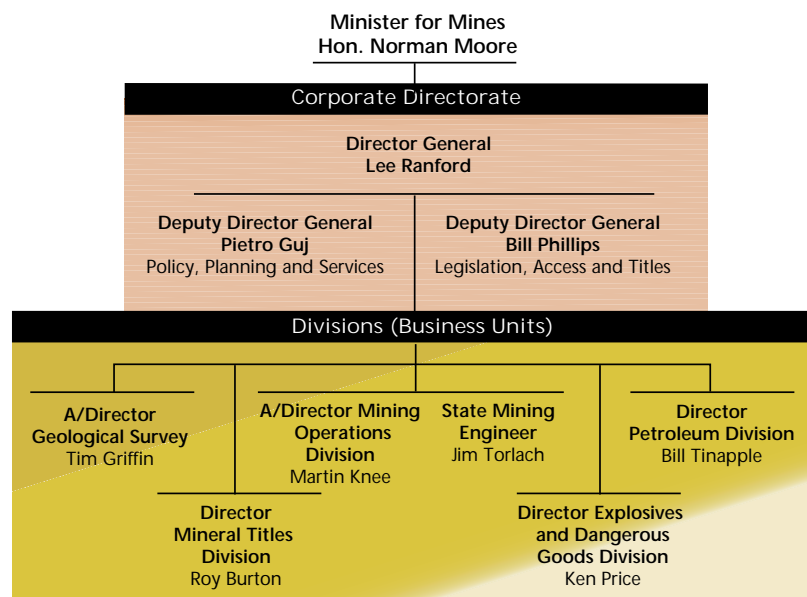 Minister for Mines
Hon. Norman Moore
Corporate Directorate
Director General
Lee Ranford
Deputy Director General
Pietro Guj
Policy, Planning and Services
Deputy Director General
Bill Phillips
Legislation, Access and Titles
Divisions (Business Units)
A/Director
Geological Survey
Tim Griffin
A/Director Mining
Operations
Division
Martin Knee
State Mining
Engineer
Jim Torlach
Director
Petroleum Division
Bill Tinapple
Director
Mineral Titles
Division
Roy Burton
Director Explosives
and Dangerous
Goods Division
Ken Price